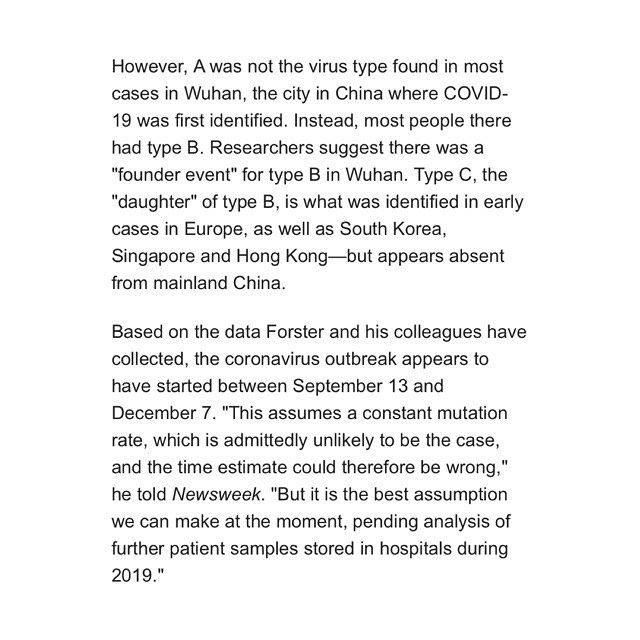 However, A was not the virus type found in most
cases in Wuhan, the city in China where COVID-
19 was first identified. Instead, most people there
had type B. Researchers suggest there was a
"founder event" for type B in Wuhan. Type C, the
"daughter" of type B, is what was identified in early
cases in Europe, as well as South Korea,
Singapore and Hong Kong—but appears absent
from mainland China.
Based on the data Forster and his colleagues have
collected, the coronavirus outbreak appears to
have started between September 13 and
December 7. "This assumes a constant mutation
rate, which is admittedly unlikely to be the case,
and the time estimate could therefore be wrong,"
he told Newsweek. "But it is the best assumption
we can make at the moment, pending analysis of
further patient samples stored in hospitals during
2019."